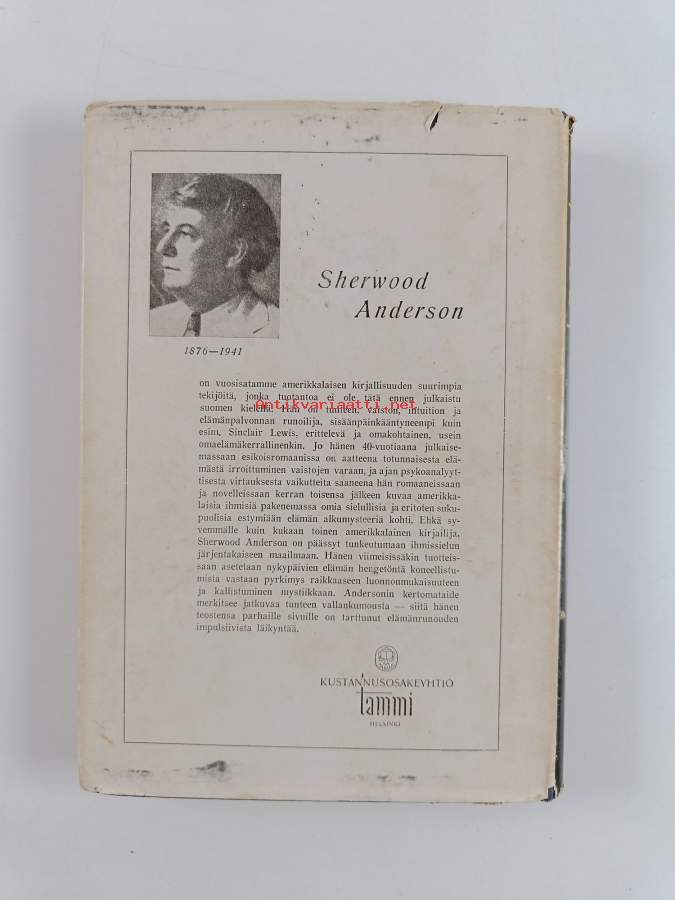 Sherwood
Anderson
1876—1941
on vuosisatamme amerikkalaisen kirjallisuuden suurimpia
tekijöitä, jonka tuotantoa ei ole tätä ennen julkaistu
suomen kielellä! Hän on tunteen, vaiston, intuition ja
Antikvariaatti.net
elämänpalvonnan runoilija, sisäänpäinkääntyneempi kuin
esim. Sinclair Lewis, erittelevä ja omakohtainen, usein
omaelämäkerrallinenkin. Jo hänen 40-vuotiaana julkaise-
massaan esikoisromaanissa on aatteena totunnaisesta elä-
mästä irroittuminen vaistojen varaan, ja ajan psykoanalyyt-
tisesta virtauksesta vaikutteita saaneena hän romaaneissaan
ja novelleissaan kerran toisensa jälkeen kuvaa amerikka-
laisia ihmisiä pakenemassa omia sielullisia ja eritoten suku-
puolisia estymiään elämän alkumysteeriä kohti. Ehkä sy-
vemmälle kuin kukaan toinen amerikkalainen kirjailija,
Sherwood Anderson on päässyt tunkeutumaan ihmissielun
järjentakaiseen maailmaan. Hänen viimeisissäkin tuotteis-
saan asetetaan nykypäivien elämän hengetöntä koneellistu-
mista vastaan pyrkimys raikkaaseen luonnonmukaisuuteen
ja kallistuminen mystiikkaan. Andersonin kertomataide
merkitsee jatkuvaa tunteen vallankumousta — siitä hänen
teostensa parhaille sivuille on tarttunut elämänrunouden
impulsiivista läikyntää.
KUSTANNUSOSAKEYHTIÖ
tammi
HELSINKI